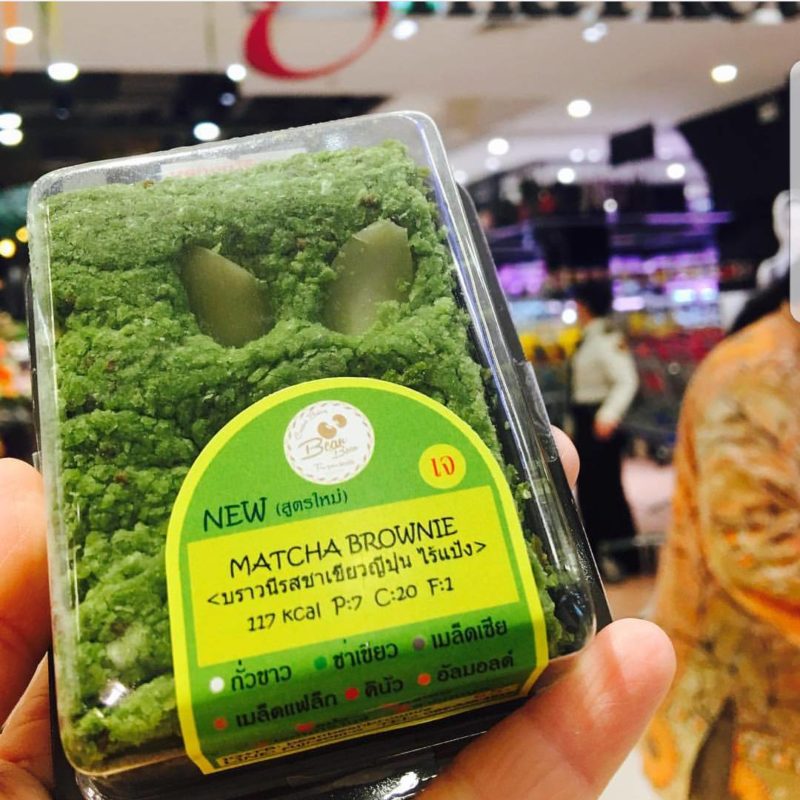 Bean
เจ
NEW (สูตรใหม่)
MATCHA BROWNIE
<บราวนี่รสชาเขียวญี่ปุ่น ไร้แป้ง>
117 Kcal P:7 C:20 F:1
ถั่วขาว ชาเขียว เมล็ดเชีย
เมล็ดแฟล็ก คินัว อัลมอลด์